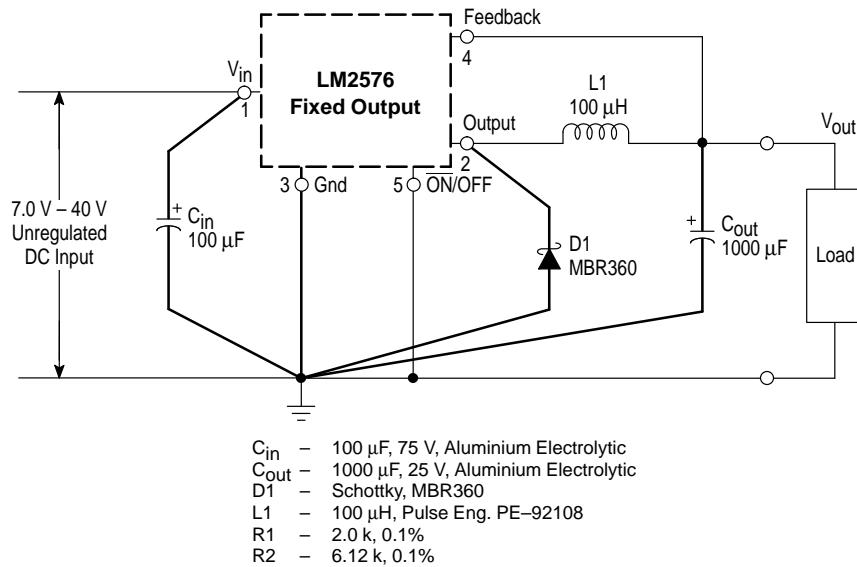 Feedback
4
V_in
1
LM2576
Fixed Output
L1
100 µH
Output
2
V_out
3 Gnd
5 O̅N̅/OFF
7.0 V – 40 V
Unregulated
DC Input
+
C_in
100 µF
D1
MBR360
+
C_out
1000 µF
Load
C_in – 100 µF, 75 V, Aluminium Electrolytic
C_out – 1000 µF, 25 V, Aluminium Electrolytic
D1 – Schottky, MBR360
L1 – 100 µH, Pulse Eng. PE–92108
R1 – 2.0 k, 0.1%
R2 – 6.12 k, 0.1%